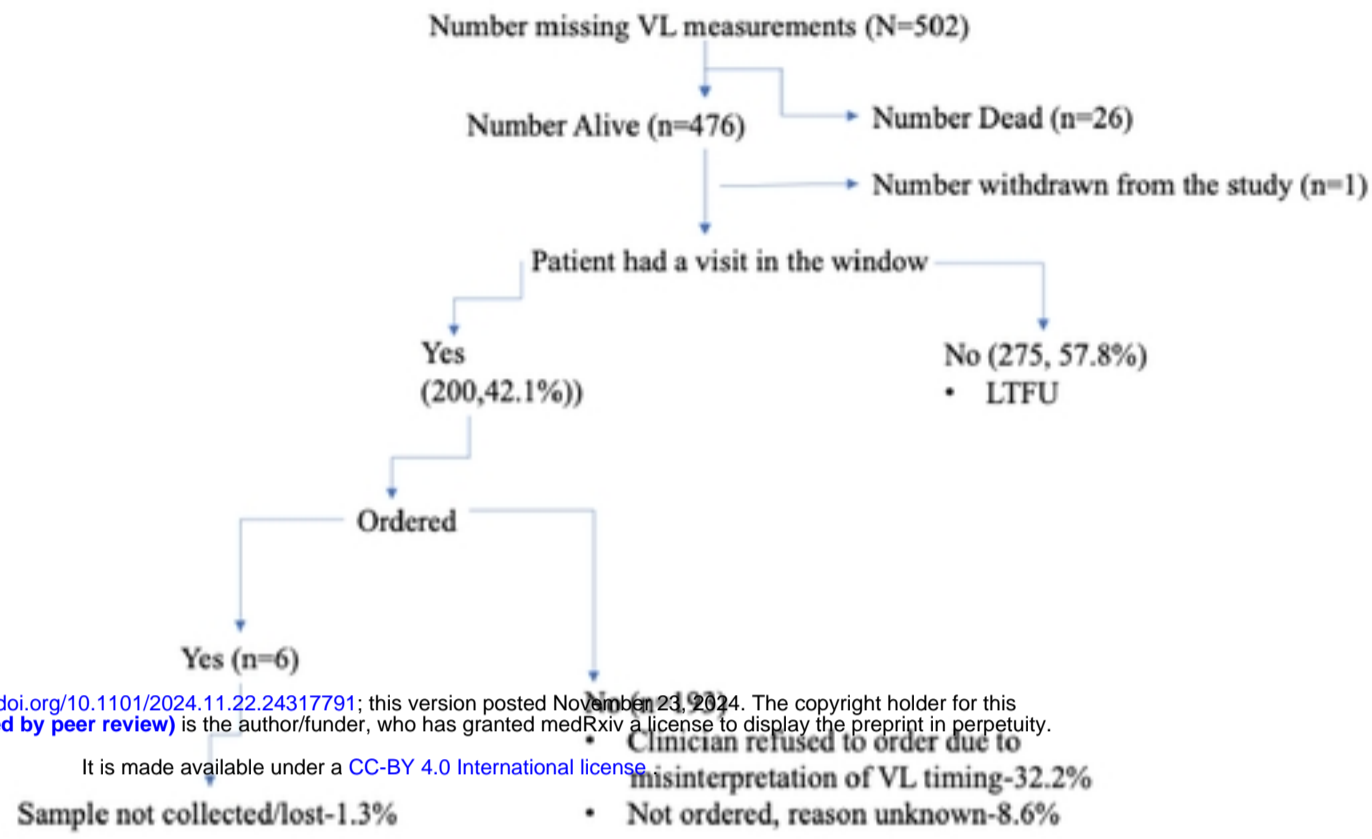 Number missing VL measurements (N=502)
Number Alive (n=476)
Number Dead (n=26)
Number withdrawn from the study (n=1)
Patient had a visit in the window
Yes
(200,42.1%))
No (275, 57.8%)
• LTFU
Ordered
Yes (n=6)
doi.org/10.1101/2024.11.22.24317791; this version posted November 23, 2024. The copyright holder for this
d by peer review) is the author/funder, who has granted medRxiv a license to display the preprint in perpetuity.
It is made available under a CC-BY 4.0 International license.
Sample not collected/lost-1.3%
• Clinician refused to order due to
misinterpretation of VL timing-32.2%
• Not ordered, reason unknown-8.6%